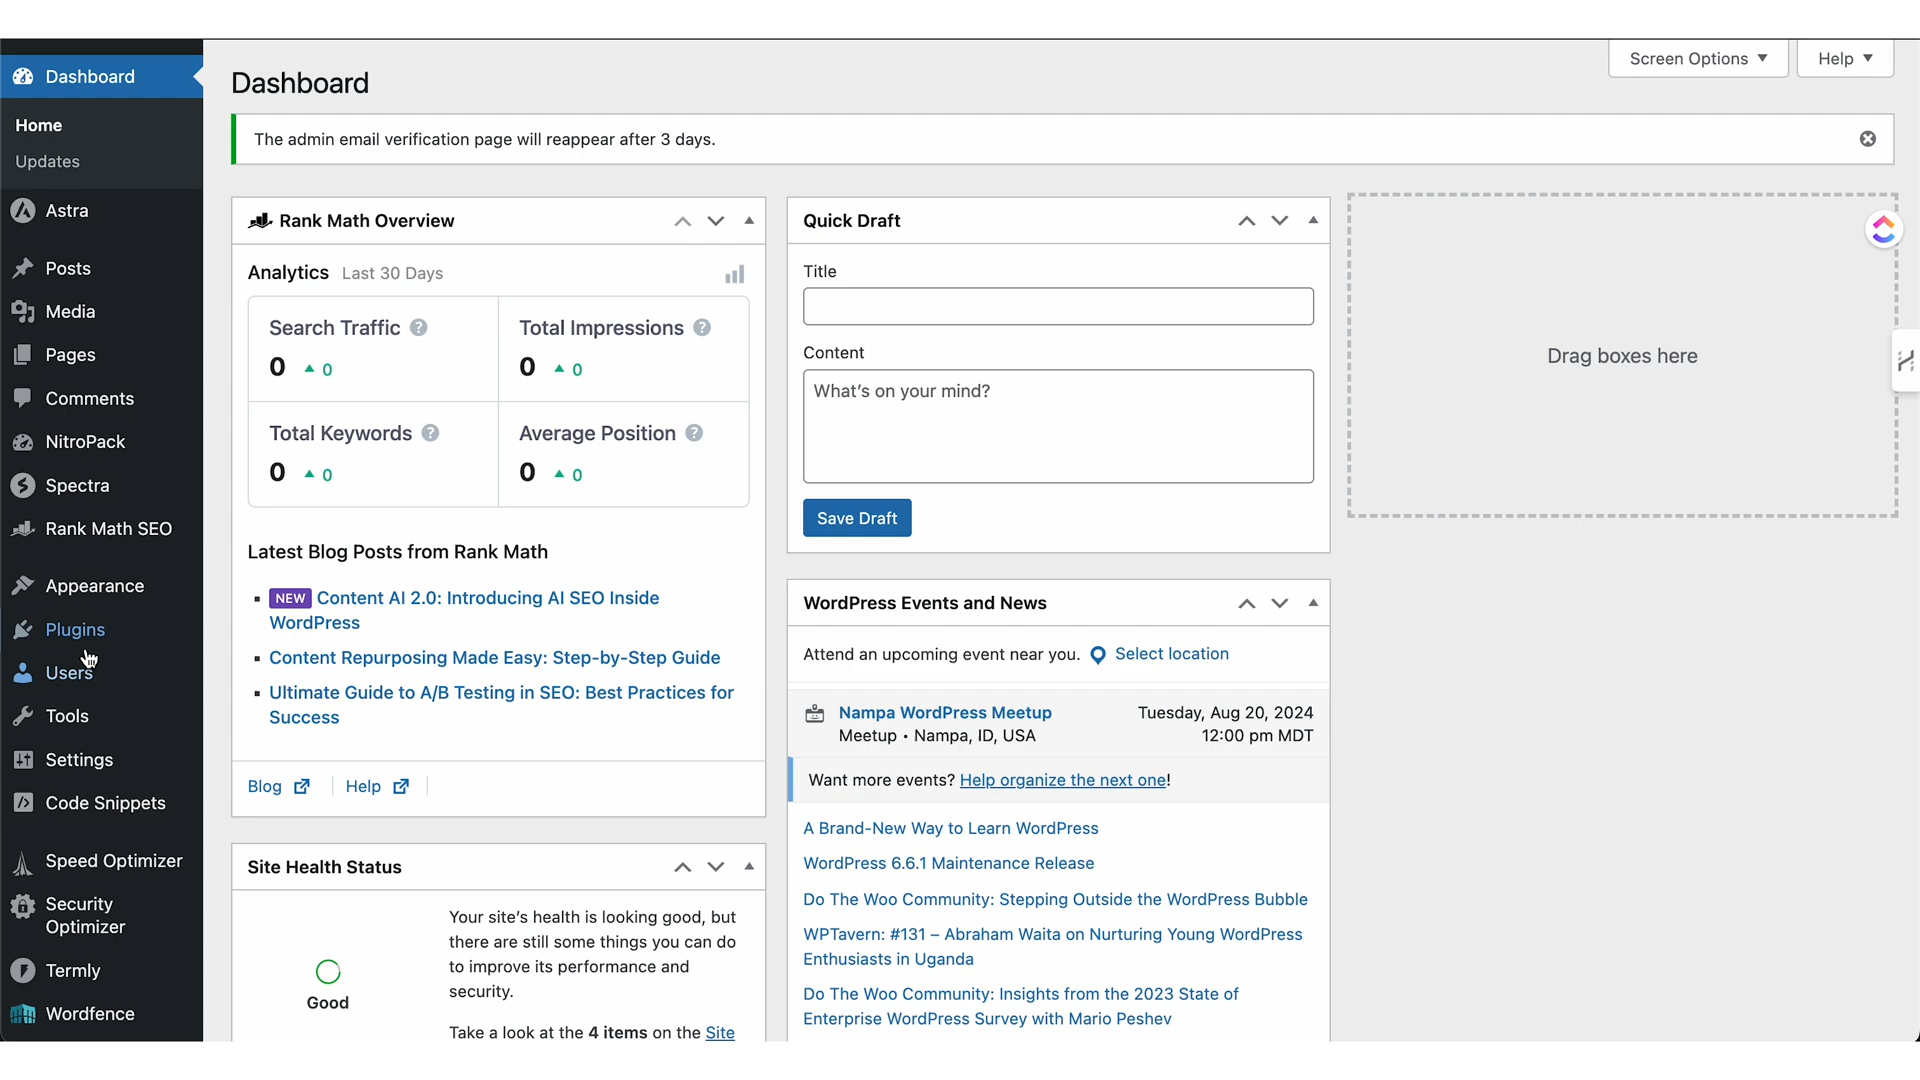 Screen Options
Help
Dashboard
Dashboard
Home
Updates
The admin email verification page will reappear after 3 days.
Astra
Posts
Media
Pages
Comments
NitroPack
Spectra
Rank Math SEO
Appearance
Plugins
Users
Tools
Settings
Code Snippets
Speed Optimizer
Security
Optimizer
Termly
Wordfence
Rank Math Overview
Analytics Last 30 Days
Search Traffic ?
0 ▲ 0
Total Impressions ?
0 ▲ 0
Total Keywords ?
0 ▲ 0
Average Position ?
0 ▲ 0
Latest Blog Posts from Rank Math
NEW Content AI 2.0: Introducing AI SEO Inside
WordPress
Content Repurposing Made Easy: Step-by-Step Guide
Ultimate Guide to A/B Testing in SEO: Best Practices for
Success
Blog
Help
Site Health Status
Good
Your site's health is looking good, but
there are still some things you can do
to improve its performance and
security.
Take a look at the 4 items on the Site
Quick Draft
Title
Content
What's on your mind?
Save Draft
WordPress Events and News
Attend an upcoming event near you. Select location
Nampa WordPress Meetup
Meetup • Nampa, ID, USA
Tuesday, Aug 20, 2024
12:00 pm MDT
Want more events? Help organize the next one!
A Brand-New Way to Learn WordPress
WordPress 6.6.1 Maintenance Release
Do The Woo Community: Stepping Outside the WordPress Bubble
WPTavern: #131 – Abraham Waita on Nurturing Young WordPress
Enthusiasts in Uganda
Do The Woo Community: Insights from the 2023 State of
Enterprise WordPress Survey with Mario Peshev
Drag boxes here